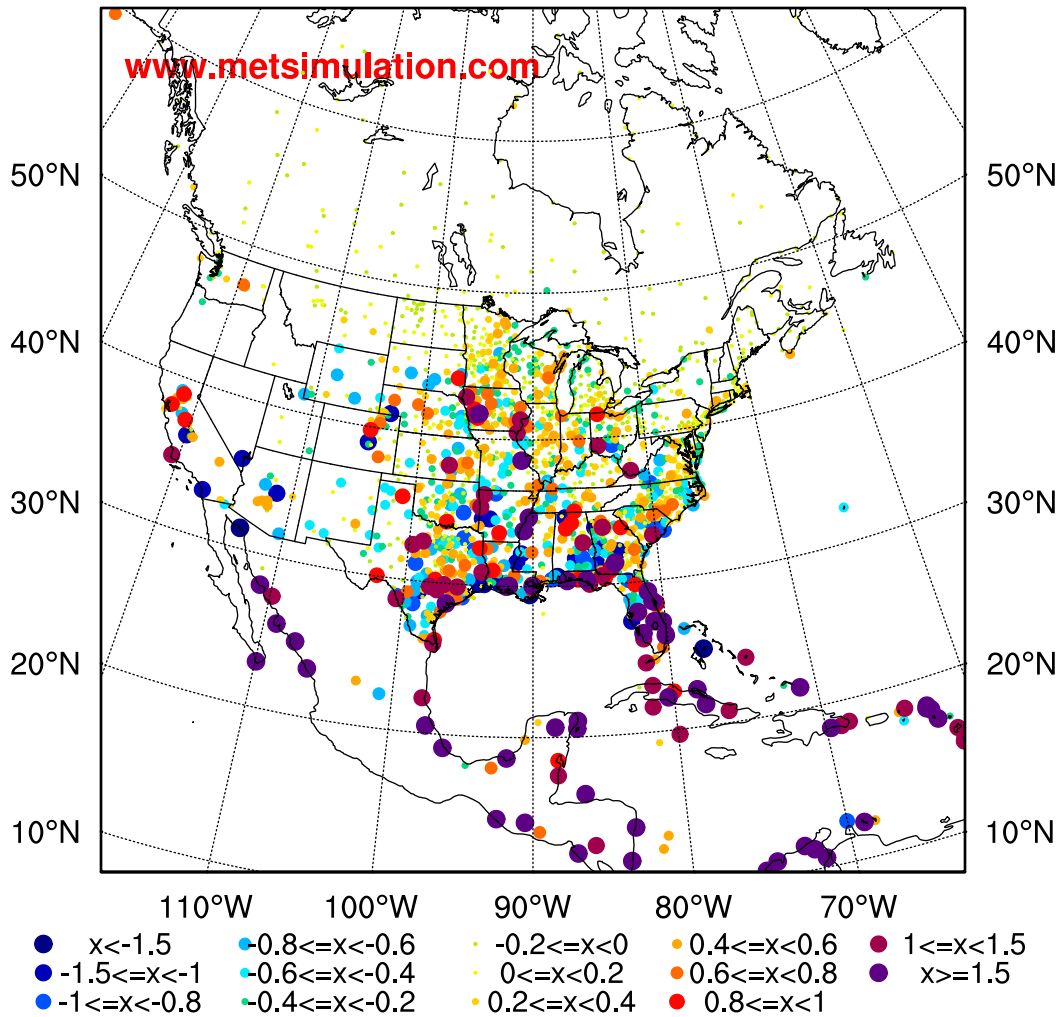 www.metsimulation.com
50°N 50°N
40°N 40°N
30°N 30°N
20°N 20°N
10°N 10°N
110°W 100°W 90°W 80°W 70°W
x<-1.5 -0.8<=x<-0.6 -0.2<=x<0 0.4<=x<0.6 1<=x<1.5
-1.5<=x<-1 -0.6<=x<-0.4 0<=x<0.2 0.6<=x<0.8 x>=1.5
-1<=x<-0.8 -0.4<=x<-0.2 0.2<=x<0.4 0.8<=x<1